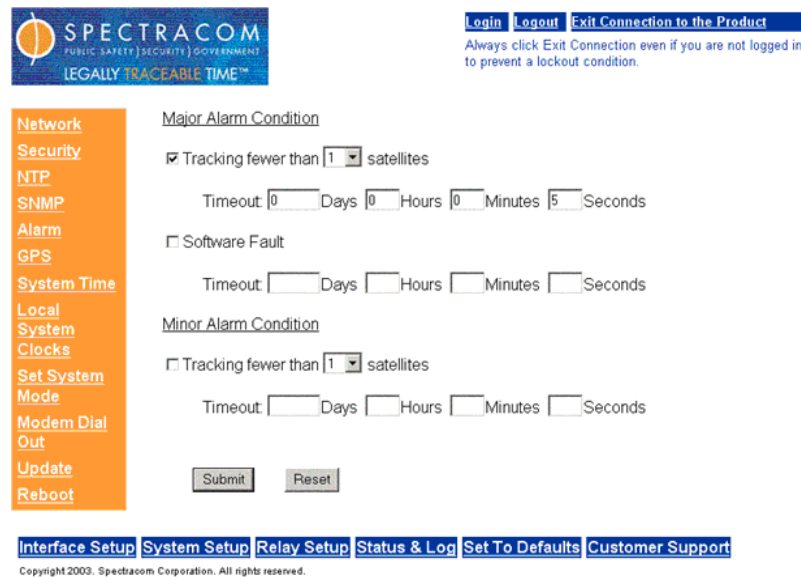 SPECTRACOM
PUBLIC SAFETY | SECURITY | GOVERNMENT
LEGALLY TRACEABLE TIME™
Login Logout Exit Connection to the Product
Always click Exit Connection even if you are not logged in
to prevent a lockout condition.
Network
Security
NTP
SNMP
Alarm
GPS
System Time
Local
System
Clocks
Set System
Mode
Modem Dial
Out
Update
Reboot
Major Alarm Condition
Tracking fewer than 1 satellites
Timeout: 0 Days 0 Hours 0 Minutes 5 Seconds
Software Fault
Timeout: Days Hours Minutes Seconds
Minor Alarm Condition
Tracking fewer than 1 satellites
Timeout: Days Hours Minutes Seconds
Submit Reset
Interface Setup System Setup Relay Setup Status & Log Set To Defaults Customer Support
Copyright 2003. Spectracom Corporation. All rights reserved.